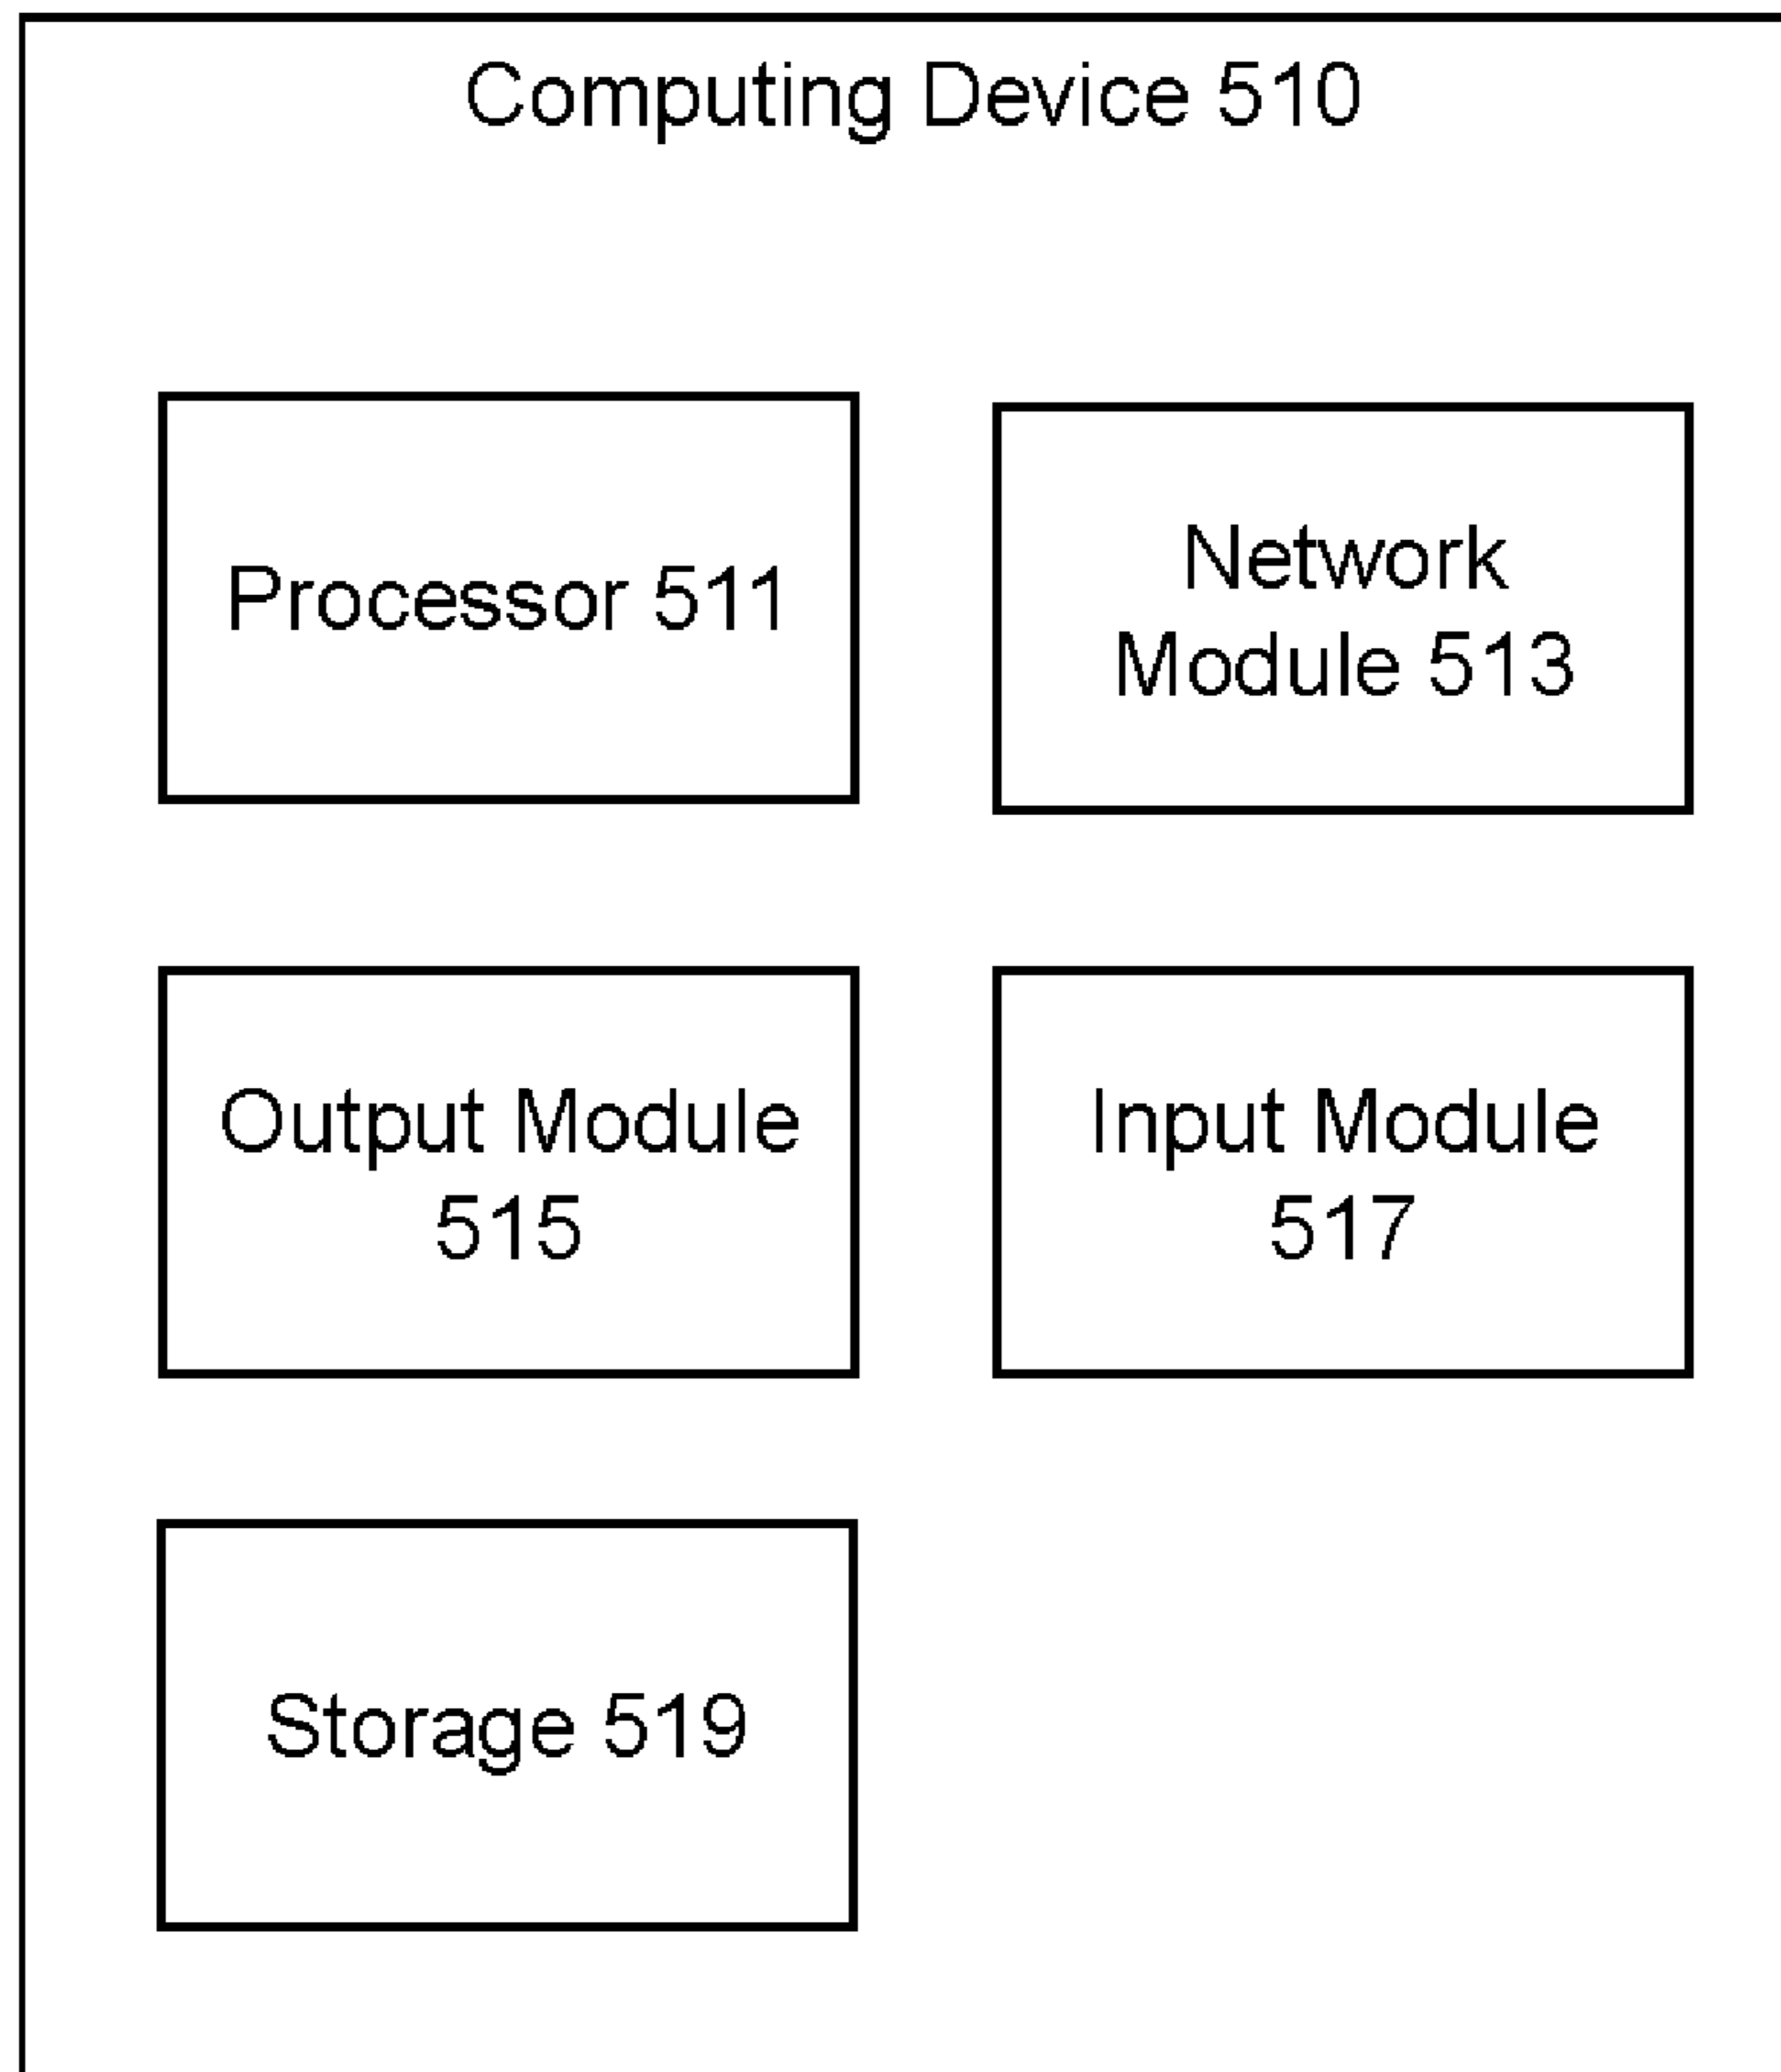 Computing Device 510
Processor 511
Network
Module 513
Output Module
515
Input Module
517
Storage 519